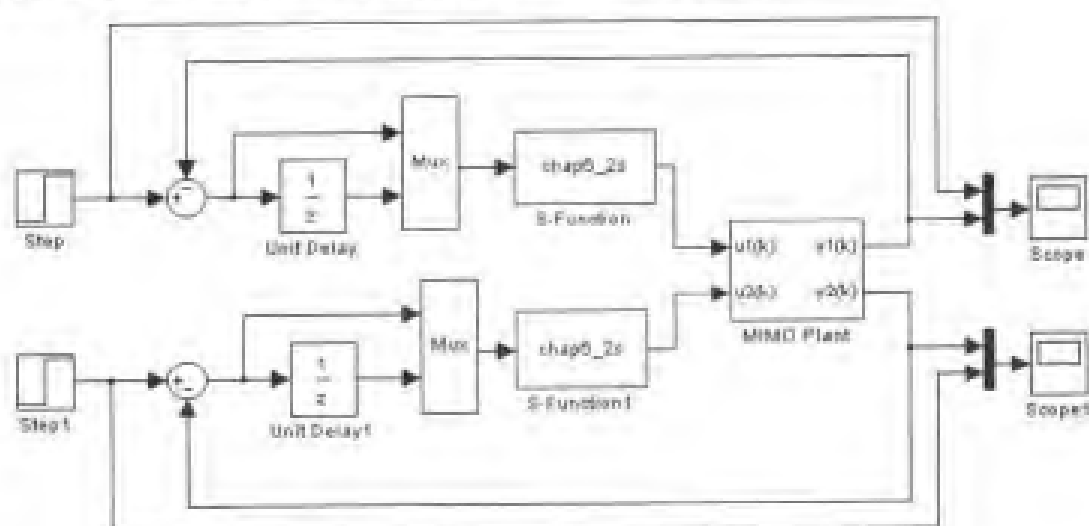 Step
+
-
1
z
Unit Delay
Mux
chap5_2s
S-Function
u1(k)
y1(k)
u2(k)
y2(k)
MIMO Plant
Scope
Step1
+
-
1
z
Unit Delay1
Mux
chap5_2s
S-Function1
Scope1